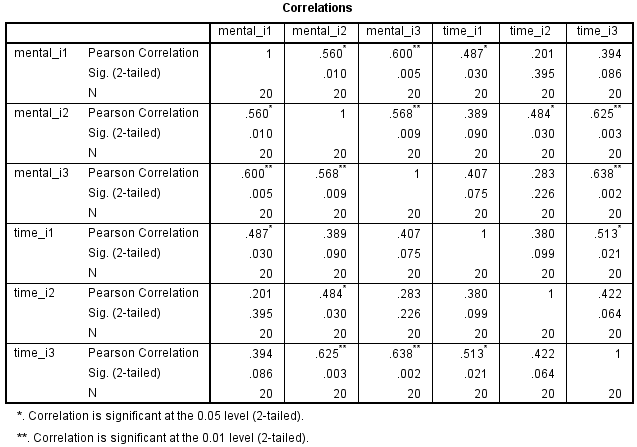 Correlations
mental_i1 mental_i2 mental_i3 time_i1 time_i2 time_i3
mental_i1 Pearson Correlation 1 .560* .600** .487* .201 .394
Sig. (2-tailed) .010 .005 .030 .395 .086
N 20 20 20 20 20 20
mental_i2 Pearson Correlation .560* 1 .568** .389 .484* .625**
Sig. (2-tailed) .010 .009 .090 .030 .003
N 20 20 20 20 20 20
mental_i3 Pearson Correlation .600** .568** 1 .407 .283 .638**
Sig. (2-tailed) .005 .009 .075 .226 .002
N 20 20 20 20 20 20
time_i1 Pearson Correlation .487* .389 .407 1 .380 .513*
Sig. (2-tailed) .030 .090 .075 .099 .021
N 20 20 20 20 20 20
time_i2 Pearson Correlation .201 .484* .283 .380 1 .422
Sig. (2-tailed) .395 .030 .226 .099 .064
N 20 20 20 20 20 20
time_i3 Pearson Correlation .394 .625** .638** .513* .422 1
Sig. (2-tailed) .086 .003 .002 .021 .064
N 20 20 20 20 20 20
*. Correlation is significant at the 0.05 level (2-tailed).
**. Correlation is significant at the 0.01 level (2-tailed).